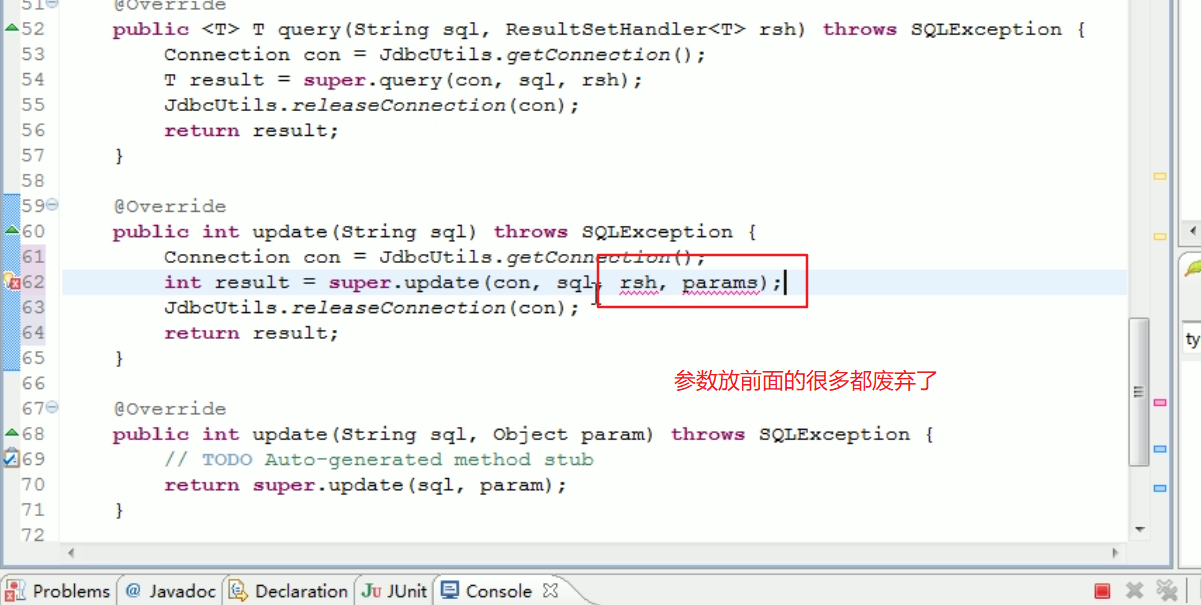 51 @Override
52 public <T> T query(String sql, ResultSetHandler<T> rsh) throws SQLException {
53 Connection con = JdbcUtils.getConnection();
54 T result = super.query(con, sql, rsh);
55 JdbcUtils.releaseConnection(con);
56 return result;
57 }
58
59 @Override
60 public int update(String sql) throws SQLException {
61 Connection con = JdbcUtils.getConnection();
62 int result = super.update(con, sql, rsh, params);
63 JdbcUtils.releaseConnection(con);
64 return result;
65 }
66
参数放前面的很多都废弃了
67 @Override
68 public int update(String sql, Object param) throws SQLException {
69 // TODO Auto-generated method stub
70 return super.update(sql, param);
71 }
72
ty
Problems @ Javadoc Declaration JU JUnit Console